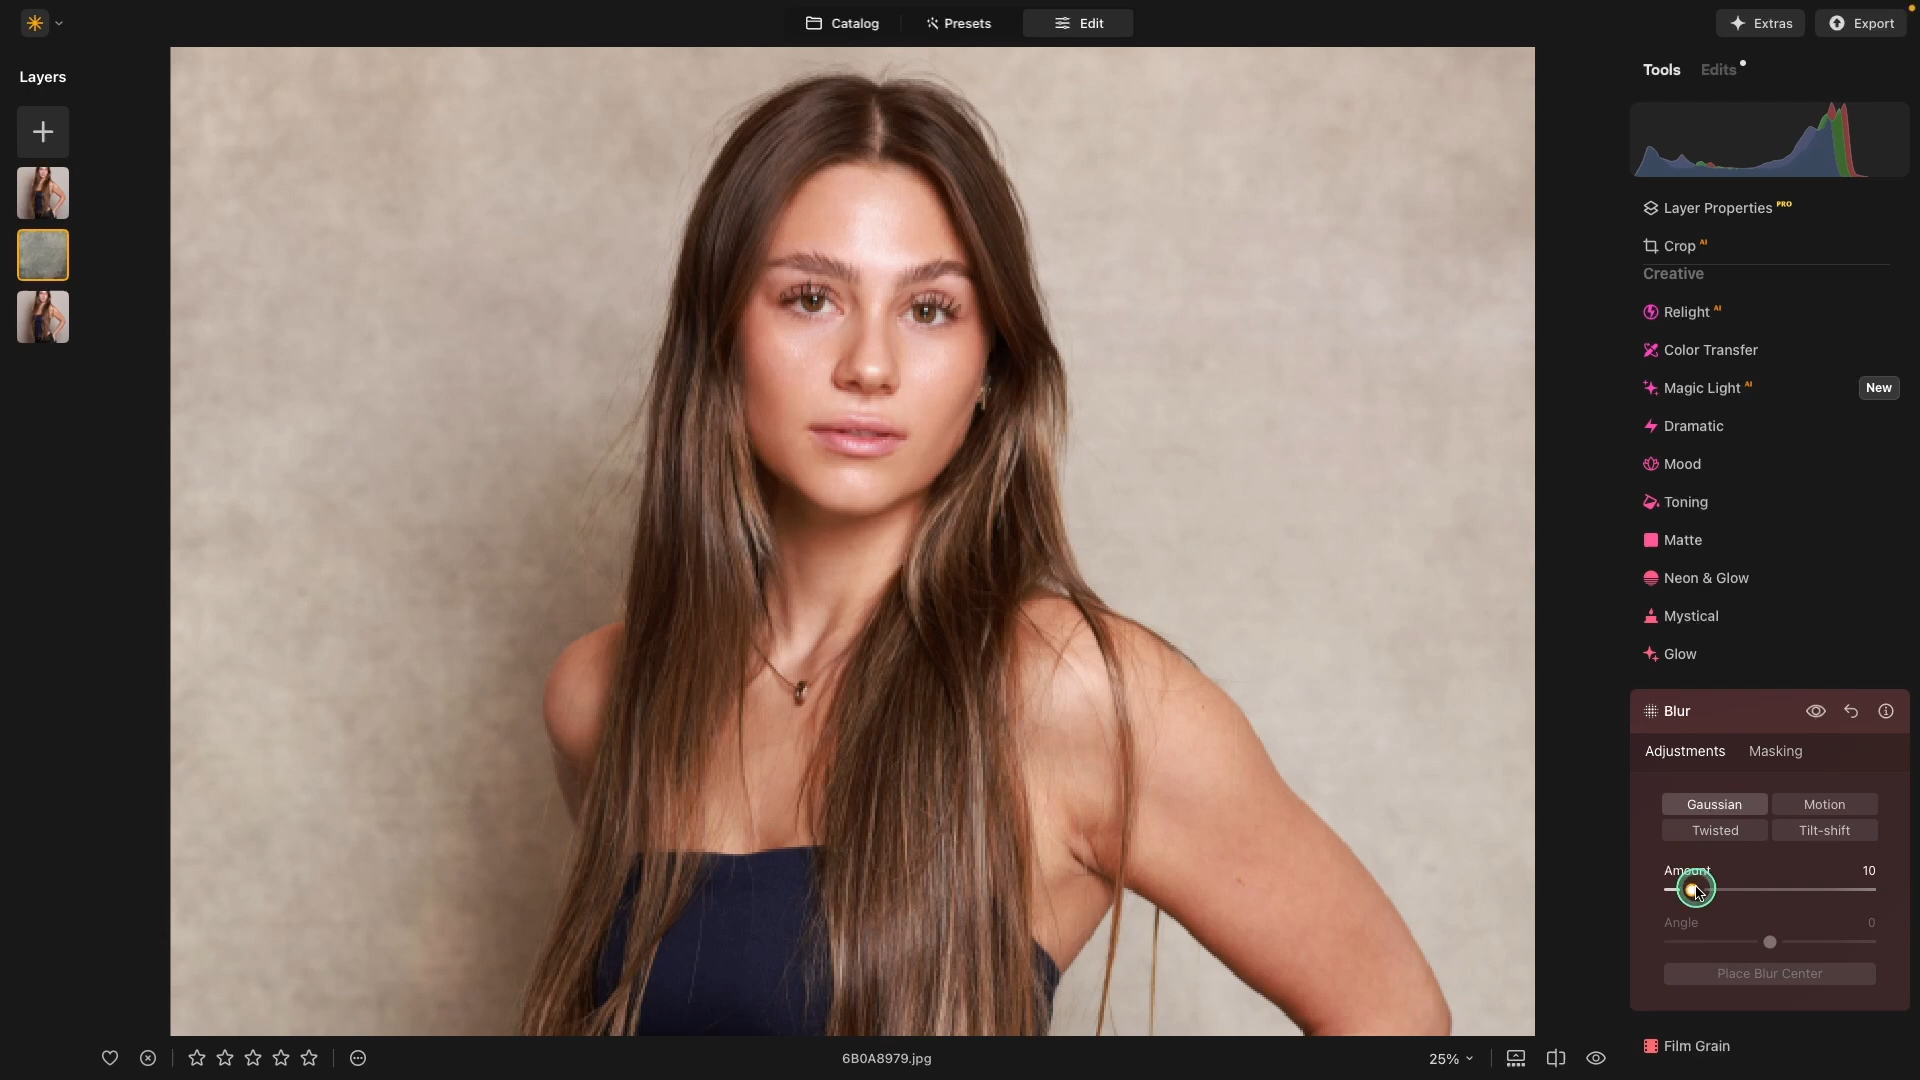 Catalog
Presets
Edit
Extras
Export
Layers
Tools
Edits
Layer Properties PRO
Crop AI
Creative
Relight AI
Color Transfer
Magic Light AI
New
Dramatic
Mood
Toning
Matte
Neon & Glow
Mystical
Glow
Blur
Adjustments
Masking
Gaussian
Motion
Twisted
Tilt-shift
Amount 10
Angle 0
Place Blur Center
Film Grain
6B0A8979.jpg
25%